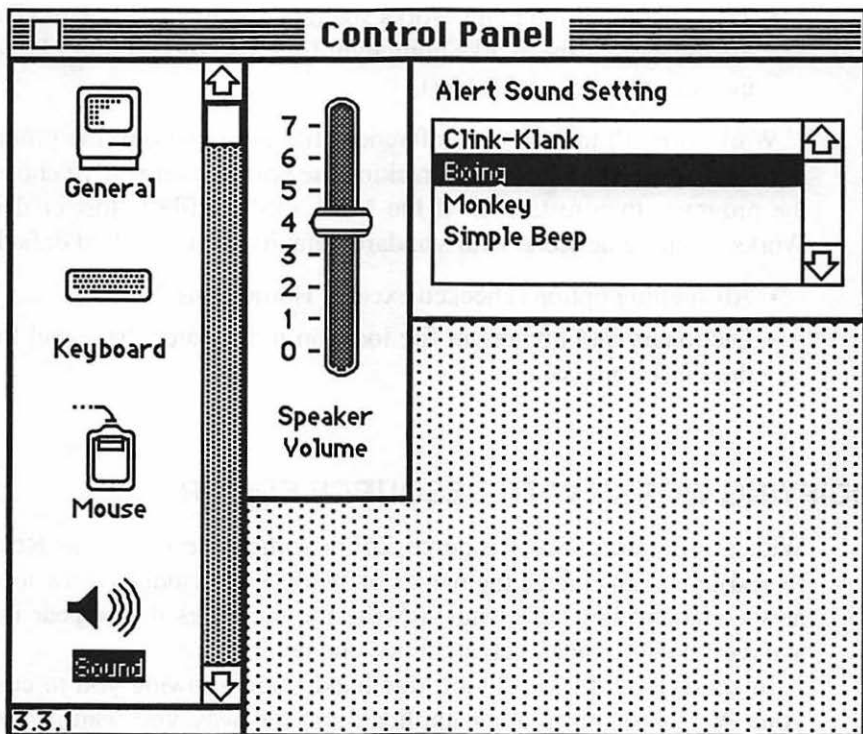 Control Panel
General
Keyboard
Mouse
Sound
3.3.
7
6
5
4
3
2
1
0
Speaker
Volume
Alert Sound Setting
Clink-Klank
Boing
Monkey
Simple Beep